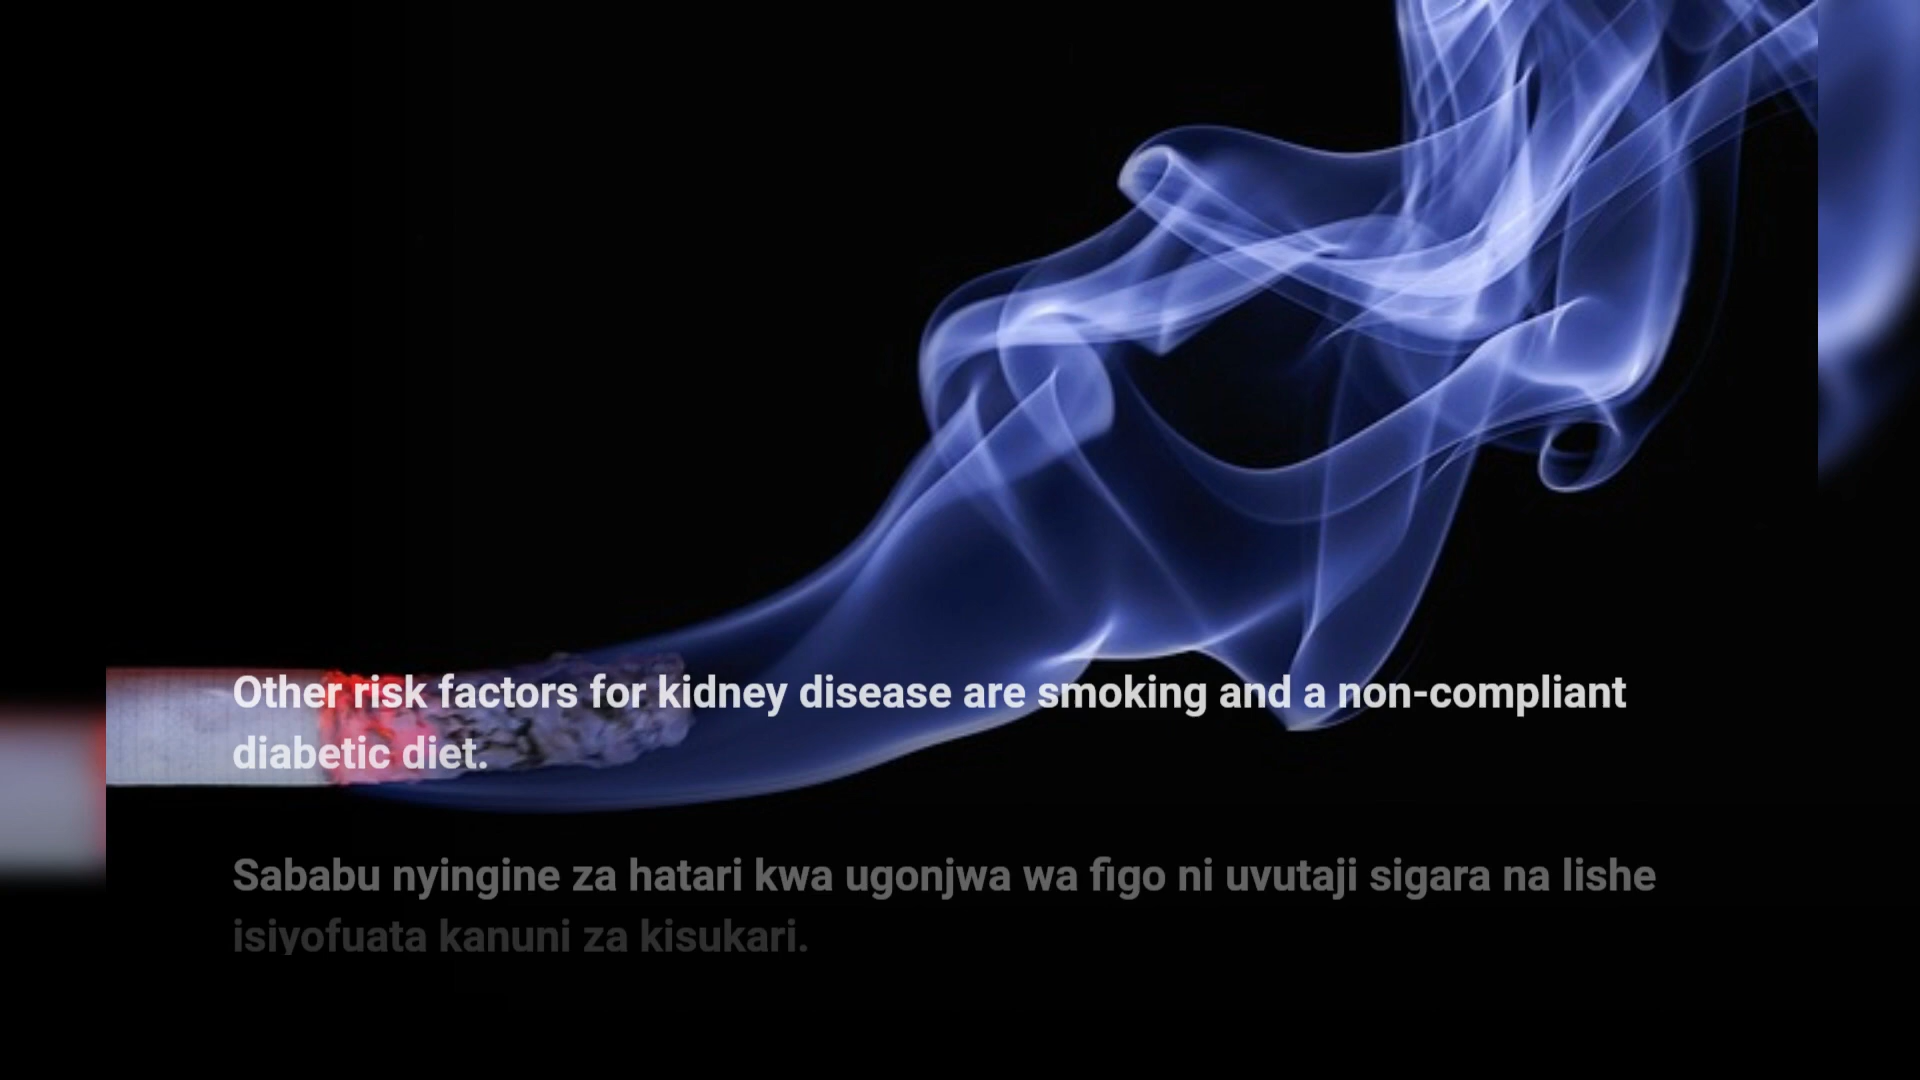 Other risk factors for kidney disease are smoking and a non-compliant
diabetic diet.
Sababu nyingine za hatari kwa ugonjwa wa figo ni uvutaji sigara na lishe
isiyofuata kanuni za kisukari.